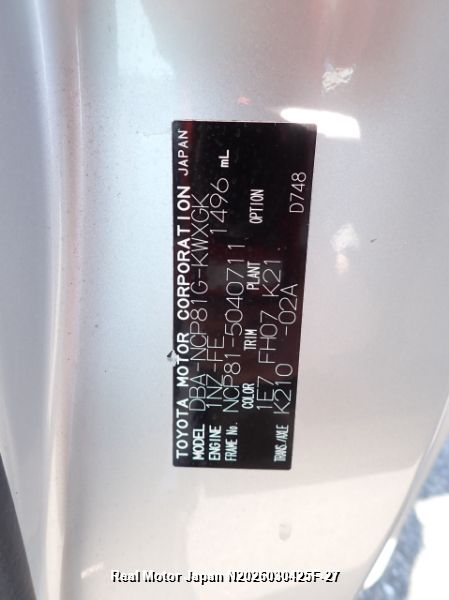 TOYOTA MOTOR CORPORATION JAPAN
MODEL DBA-NCP81G-KWXGK
ENGINE 1NZ-FE 1496 mL
FRAME No. NCP81-5040711
COLOR TRIM PLANT OPTION
1E7 FH07 K21
TRANS./AXLE K210 -02A
D748
Real Motor Japan N2025030425F-27